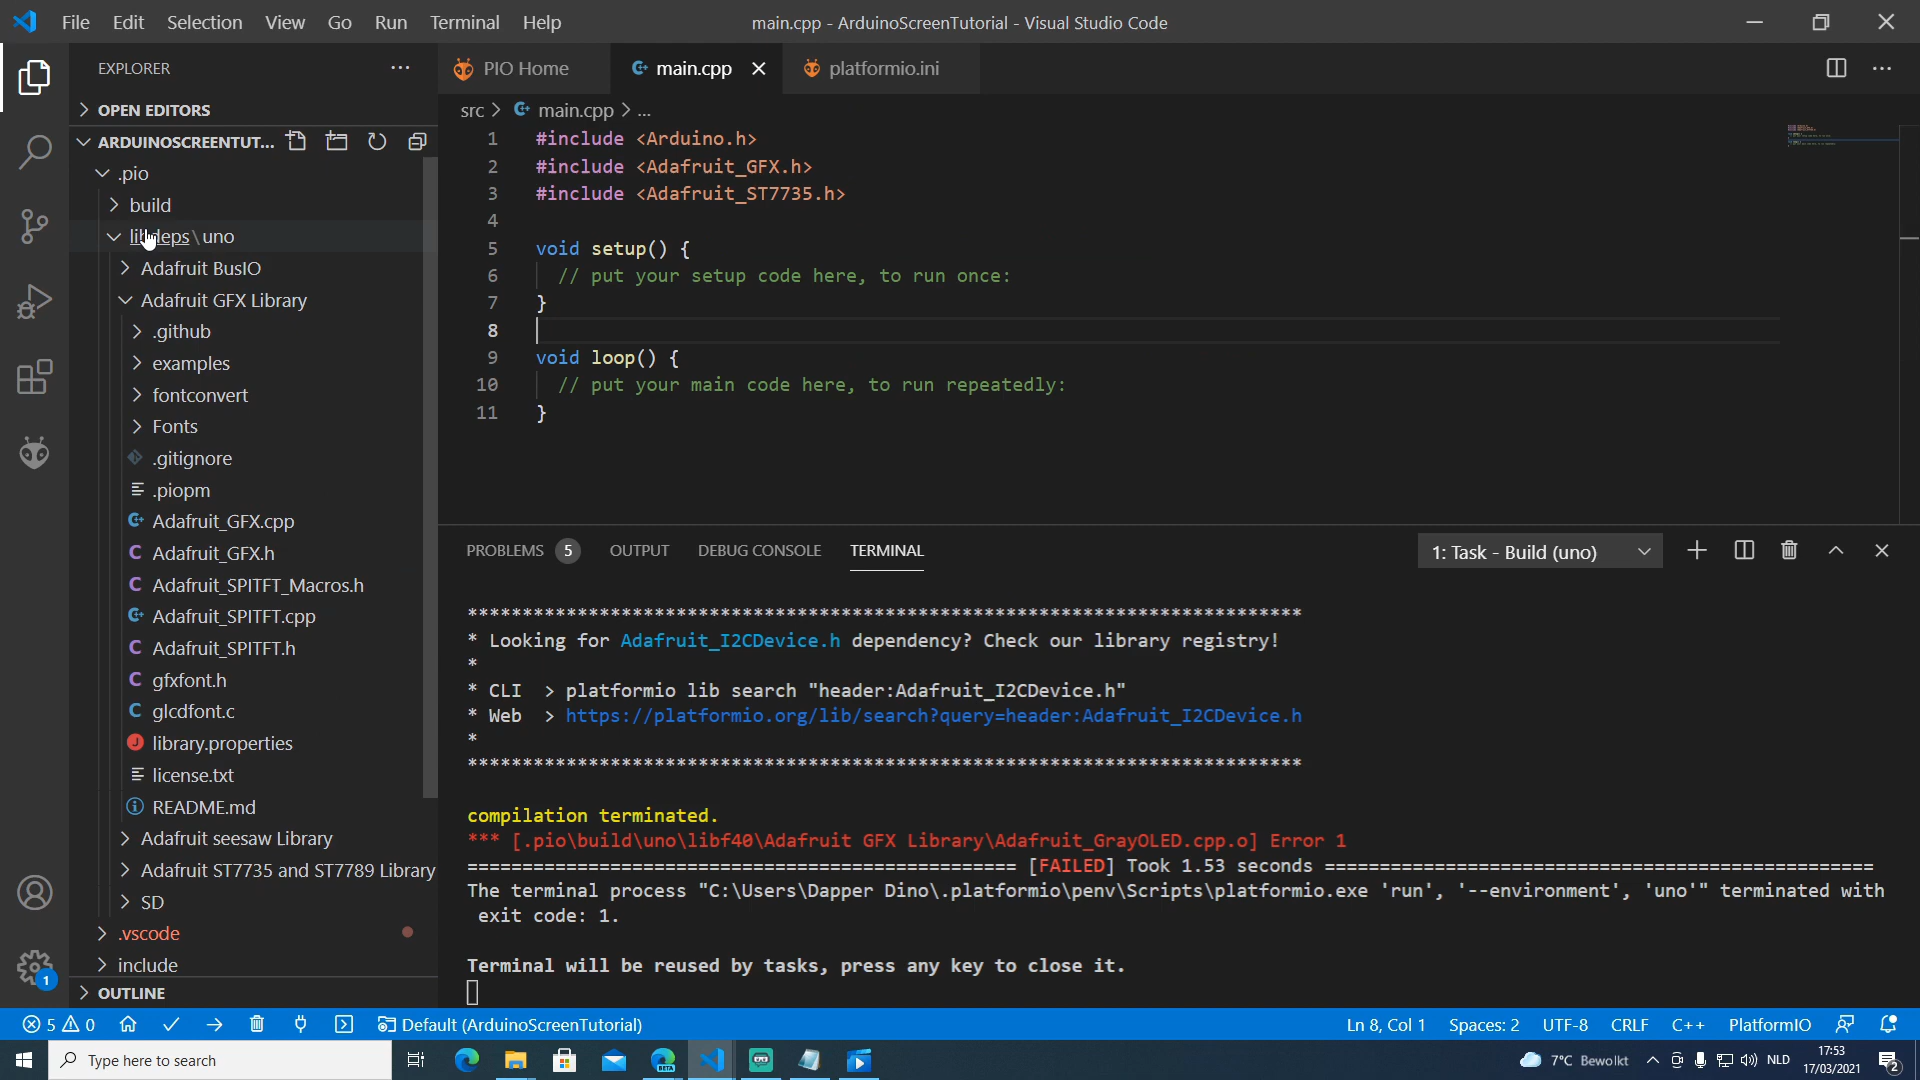 File Edit Selection View Go Run Terminal Help
main.cpp - ArduinoScreenTutorial - Visual Studio Code
EXPLORER
OPEN EDITORS
ARDUINOSCREENTUT...
.pio
build
libdeps\uno
Adafruit BusIO
Adafruit GFX Library
.github
examples
fontconvert
Fonts
.gitignore
.piopm
Adafruit_GFX.cpp
Adafruit_GFX.h
Adafruit_SPITFT_Macros.h
Adafruit_SPITFT.cpp
Adafruit_SPITFT.h
gfxfont.h
glcdfont.c
library.properties
license.txt
README.md
Adafruit seesaw Library
Adafruit ST7735 and ST7789 Library
SD
.vscode
include
OUTLINE
1
PIO Home main.cpp platformio.ini
src > main.cpp > ...
1 #include <Arduino.h>
2 #include <Adafruit_GFX.h>
3 #include <Adafruit_ST7735.h>
4
5 void setup() {
6 // put your setup code here, to run once:
7 }
8
9 void loop() {
10 // put your main code here, to run repeatedly:
11 }
PROBLEMS 5 OUTPUT DEBUG CONSOLE TERMINAL
1: Task - Build (uno)
****************************************************************************
* Looking for Adafruit_I2CDevice.h dependency? Check our library registry!
*
* CLI > platformio lib search "header:Adafruit_I2CDevice.h"
* Web > https://platformio.org/lib/search?query=header:Adafruit_I2CDevice.h
*
****************************************************************************
compilation terminated.
*** [.pio\build\uno\libf40\Adafruit GFX Library\Adafruit_GrayOLED.cpp.o] Error 1
================================================== [FAILED] Took 1.53 seconds ==================================================
The terminal process "C:\Users\Dapper Dino\.platformio\penv\Scripts\platformio.exe 'run', '--environment', 'uno'" terminated with
exit code: 1.
Terminal will be reused by tasks, press any key to close it.
5 0 Default (ArduinoScreenTutorial) Ln 8, Col 1 Spaces: 2 UTF-8 CRLF C++ PlatformIO
Type here to search
BETA
7°C Bewolkt
NLD
17:53
17/03/2021
2